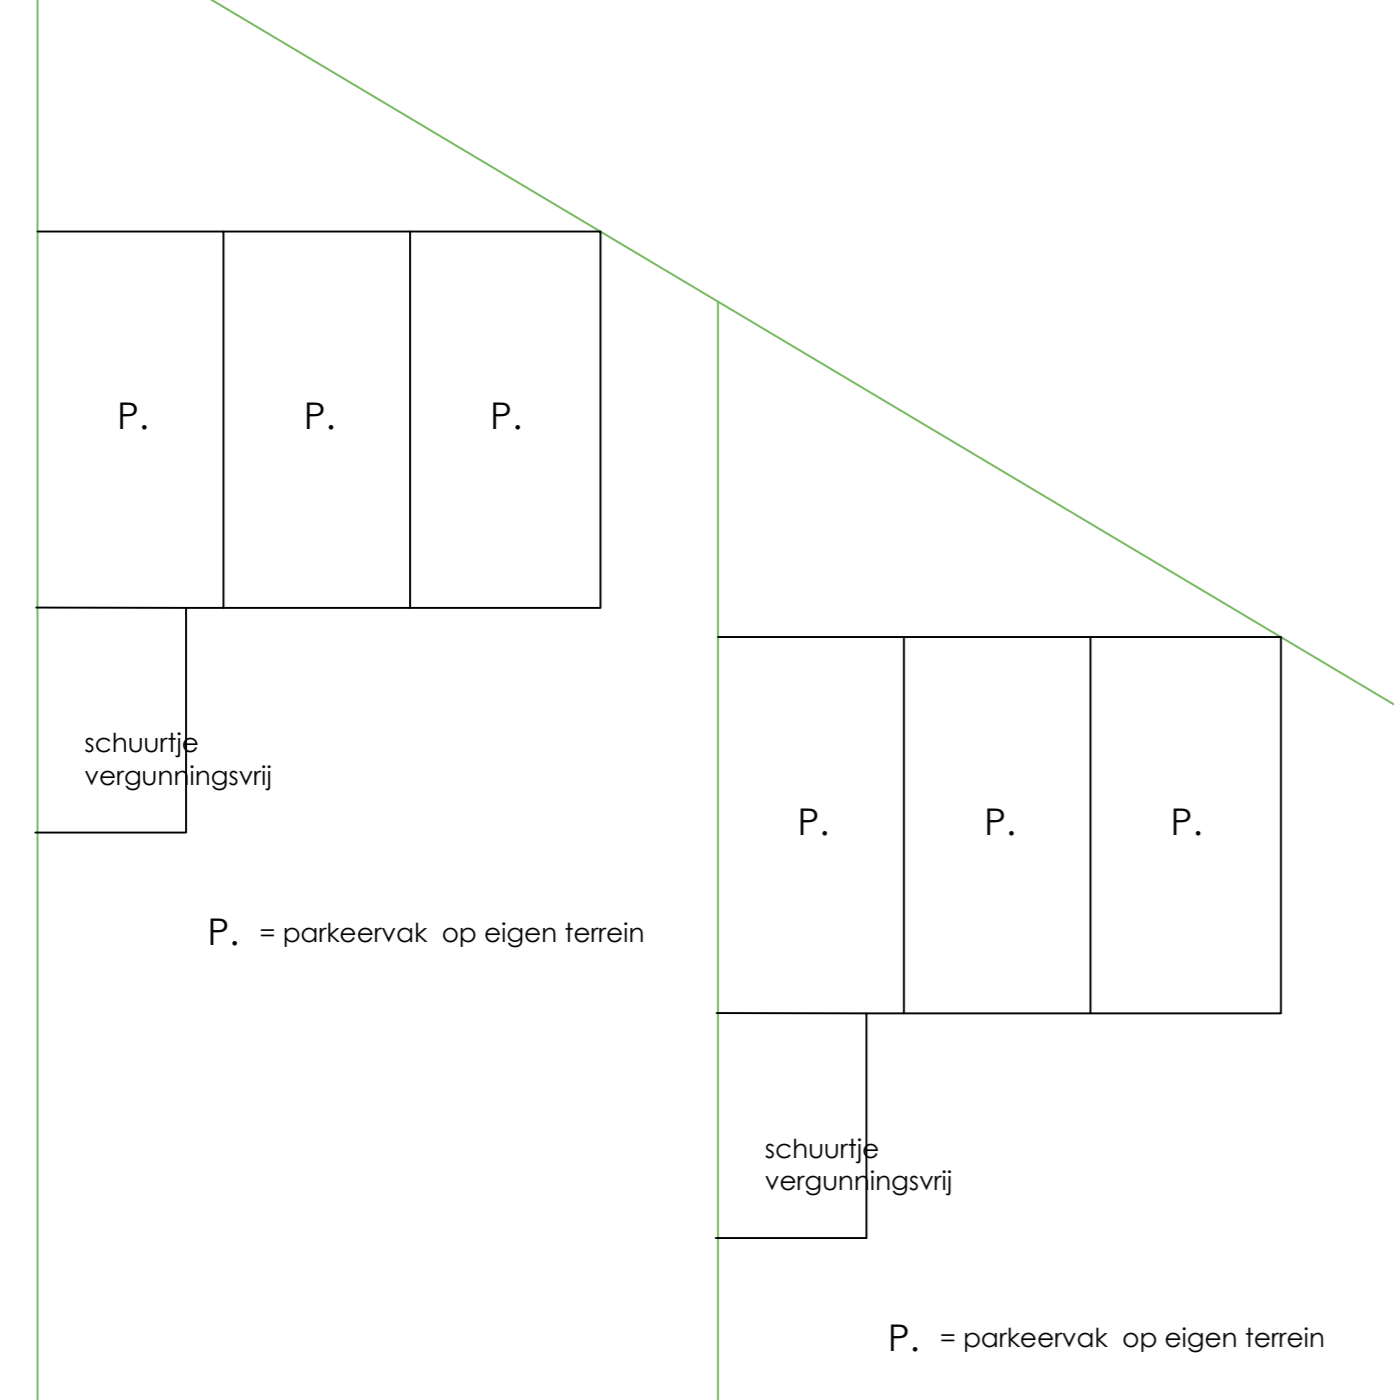 P. P. P.
schuurtje
vergunningsvrij
P. = parkeervak op eigen terrein
P. P. P.
schuurtje
vergunningsvrij
P. = parkeervak op eigen terrein